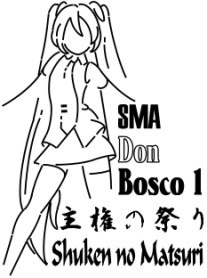 SMA
Don
Bosco 1
主権の祭り
Shuken no Matsuri